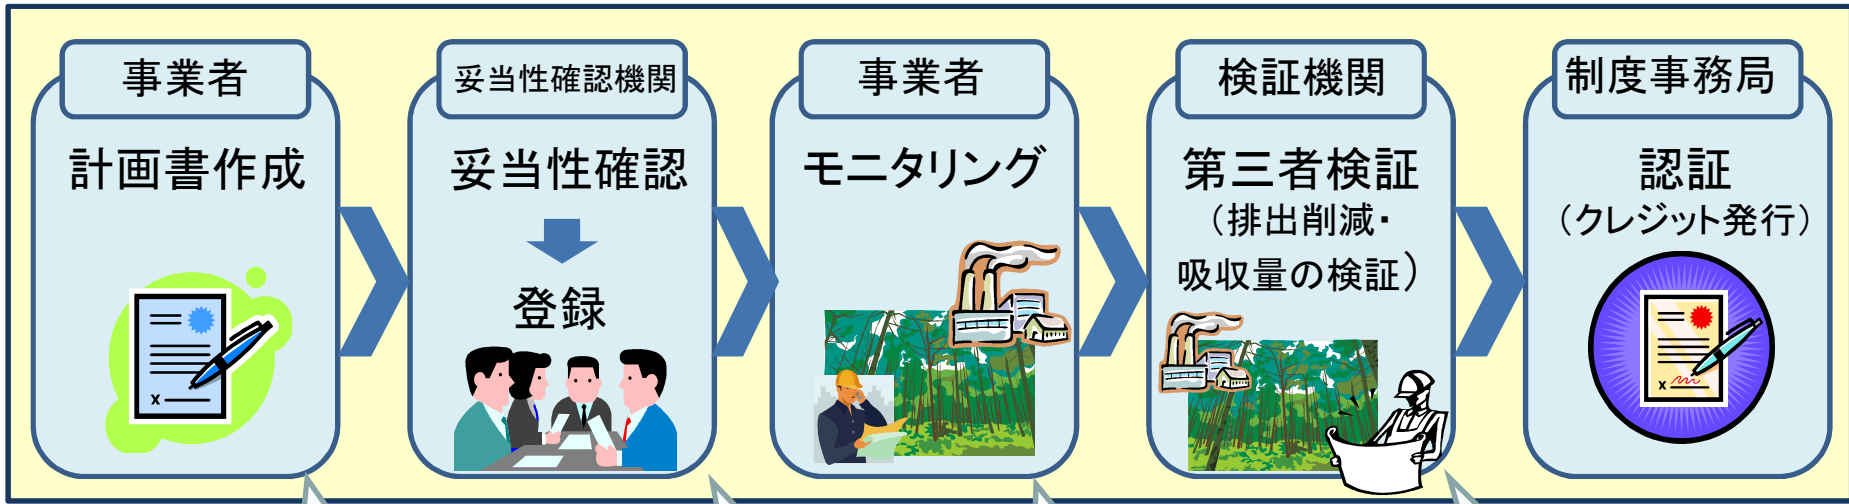 事業者
計画書作成
妥当性確認機関
妥当性確認
登録
事業者
モニタリング
検証機関
第三者検証
（排出削減・
吸収量の検証）
制度事務局
認証
（クレジット発行）